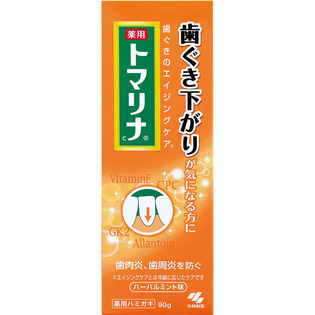 歯ぐき下がりが気になる方に
歯ぐきのエイジングケア※
薬用
トマリナ®
C
VitaminE
CPC
GK2
Allantoin
歯肉炎、歯周炎を防ぐ
※エイジングケアとは年齢に応じたケアです
ハーバルミント味
薬用ハミガキ 90g
小林製薬